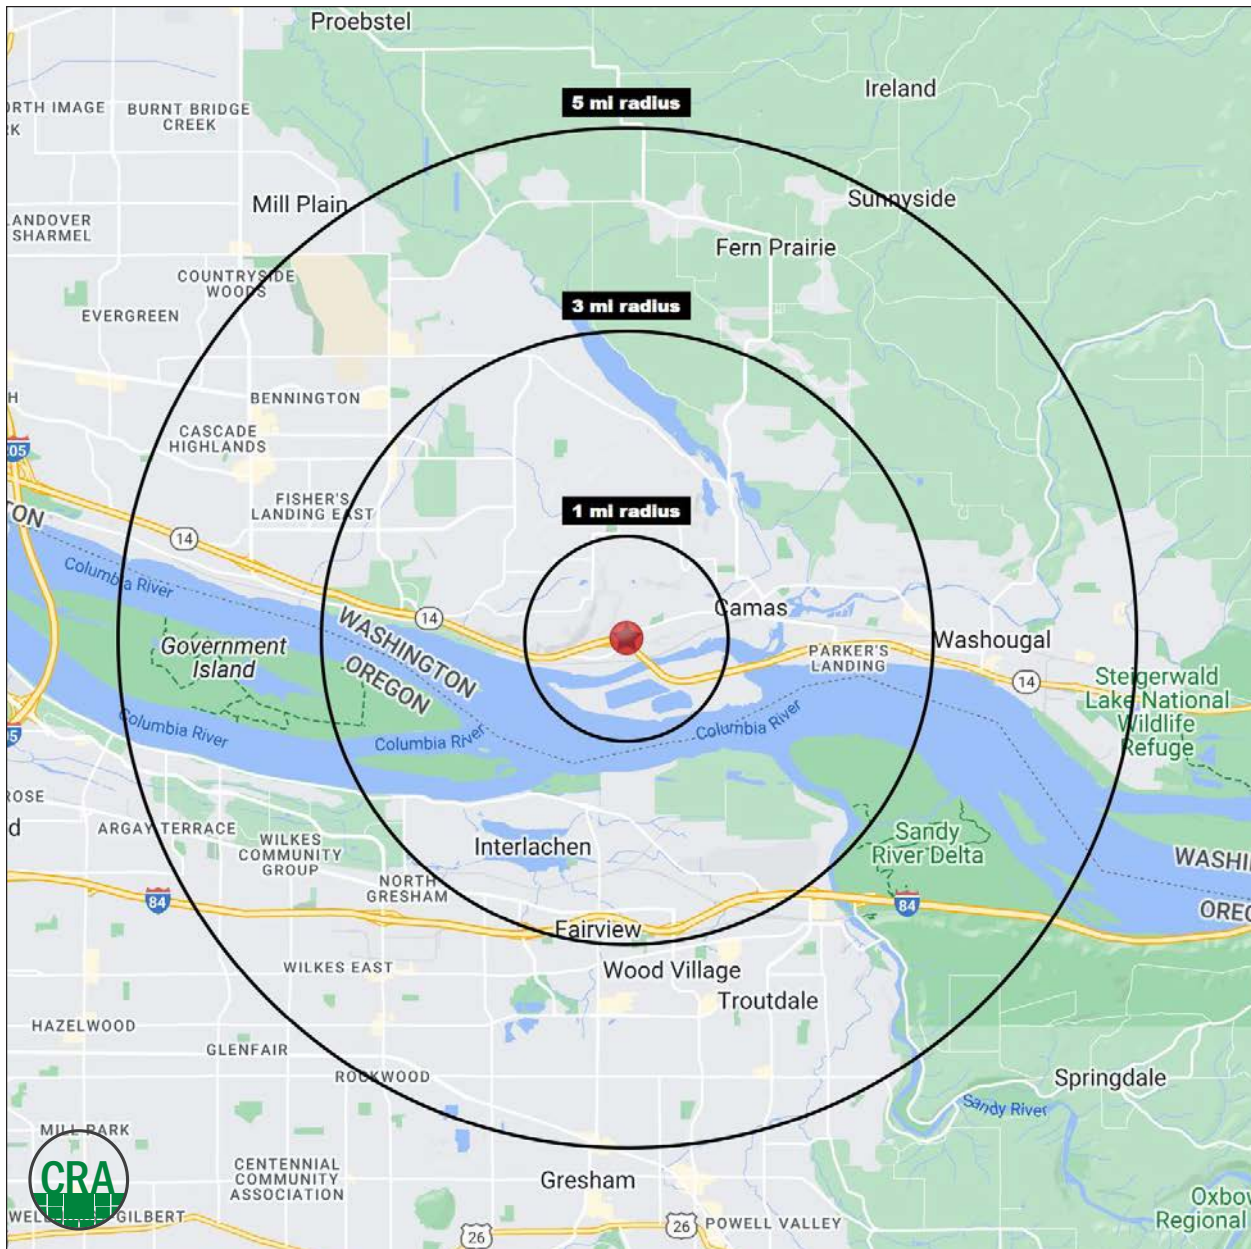 Proebstel
Ireland
5 mi radius
BURNT BRIDGE
CREEK
Mill Plain
Sunnyside
Fern Prairie
COUNTRYSIDE
WOODS
EVERGREEN
3 mi radius
BENNINGTON
CASCADE
HIGHLANDS
FISHER'S
LANDING EAST
1 mi radius
14
Columbia River
14
WASHINGTON
OREGON
Government
Island
Camas
Washougal
PARKER'S
LANDING
14
Steigerwald
Lake National
Wildlife
Refuge
Columbia River
Columbia River
Columbia River
ARGAY TERRACE
WILKES
COMMUNITY
GROUP
Interlachen
Sandy
River Delta
NORTH
GRESHAM
84
84
Fairview
WILKES EAST
Wood Village
Troutdale
HAZELWOOD
GLENFAIR
ROCKWOOD
Springdale
Sandy River
MILL PARK
CRA
CENTENNIAL
COMMUNITY
ASSOCIATION
Gresham
GILBERT
26
26
POWELL VALLEY
Regional